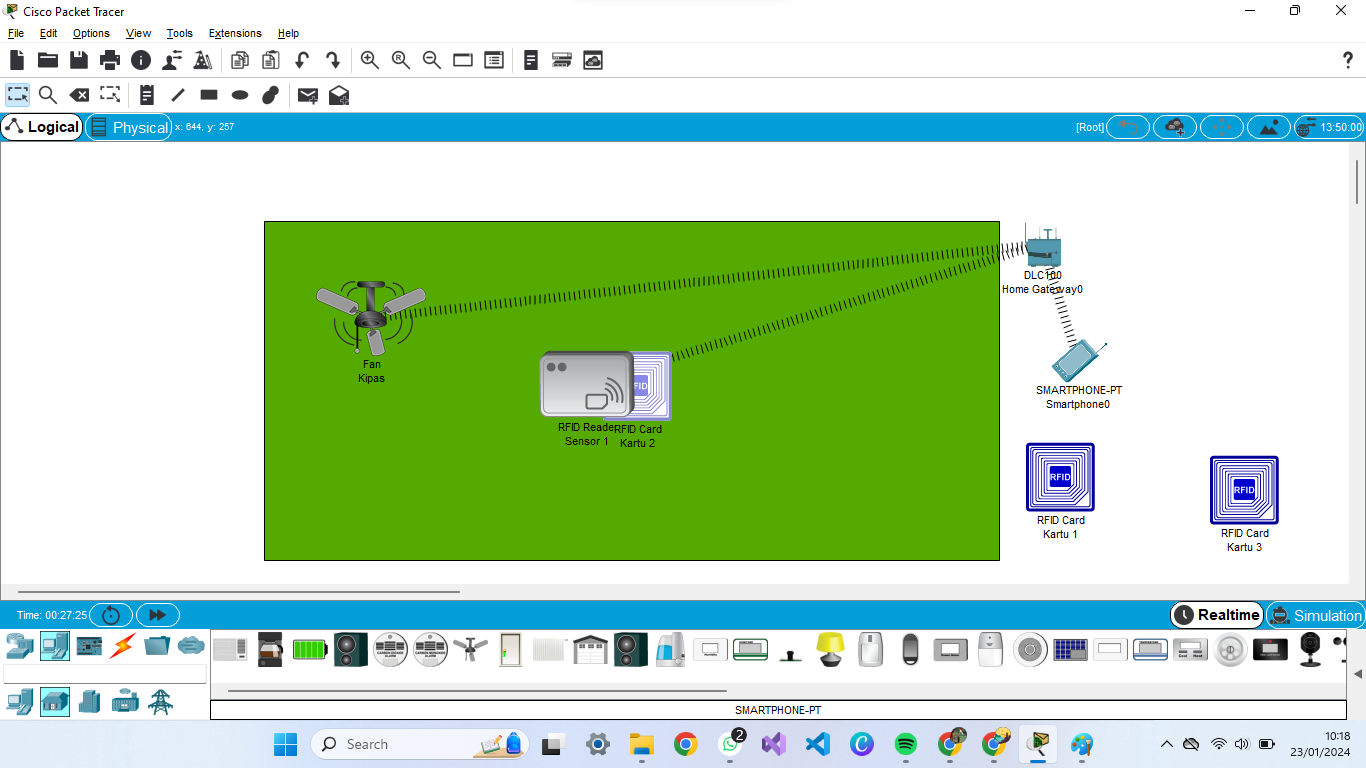 Cisco Packet Tracer
File Edit Options View Tools Extensions Help
Logical Physical x: 644, y: 257 [Root] 13:50:00
DLC100
Home Gateway0
Fan
Kipas
SMARTPHONE-PT
Smartphone0
RFID
RFID Reade RFID Card
Sensor 1 Kartu 2
RFID
RFID
RFID Card
Kartu 1
RFID Card
Kartu 3
Time: 00:27:25 Realtime Simulation
SMARTPHONE-PT
Search
2
10:18
23/01/2024